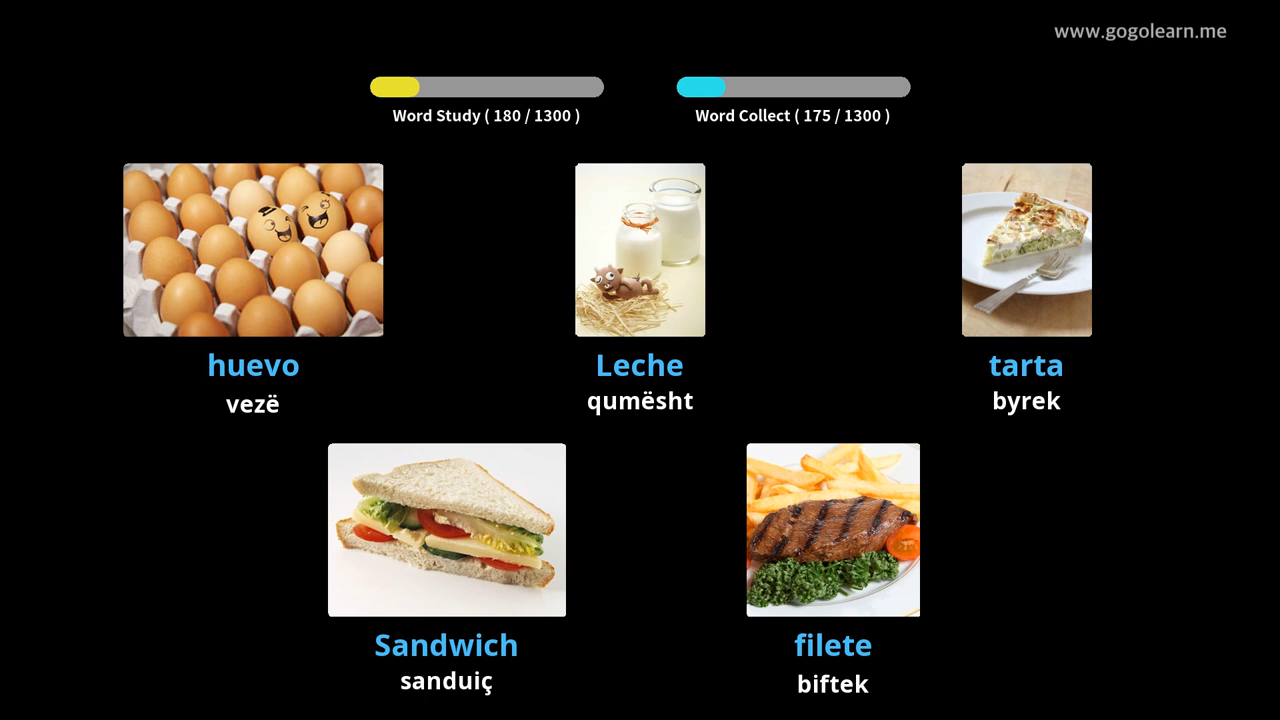 www.gogolearn.me
Word Study ( 180 / 1300 )
Word Collect ( 175 / 1300 )
huevo
vezë
Leche
qumësht
tarta
byrek
Sandwich
sanduiç
filete
biftek